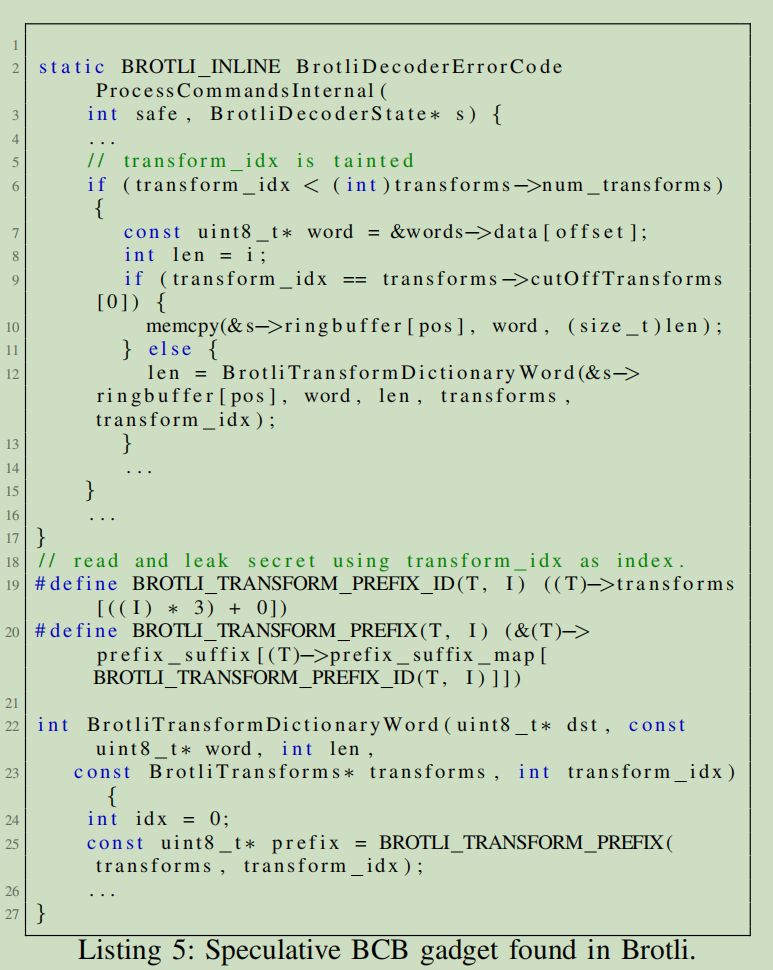 1
2 static BROTLI_INLINE BrotliDecoderErrorCode
ProcessCommandsInternal(
3 int safe, BrotliDecoderState* s) {
4 ...
5 // transform_idx is tainted
6 if (transform_idx < (int)transforms->num_transforms)
{
7 const uint8_t* word = &words->data[offset];
8 int len = i;
9 if (transform_idx == transforms->cutOffTransforms
[0]) {
10 memcpy(&s->ringbuffer[pos], word, (size_t)len);
11 } else {
12 len = BrotliTransformDictionaryWord(&s->
ringbuffer[pos], word, len, transforms,
transform_idx);
13 }
14 ...
15 }
16 ...
17 }
18 // read and leak secret using transform_idx as index.
19 #define BROTLI_TRANSFORM_PREFIX_ID(T, I) ((T)->transforms
[((I) * 3) + 0])
20 #define BROTLI_TRANSFORM_PREFIX(T, I) (&(T)->
prefix_suffix[(T)->prefix_suffix_map[
BROTLI_TRANSFORM_PREFIX_ID(T, I)]])
21
22 int BrotliTransformDictionaryWord(uint8_t* dst, const
uint8_t* word, int len,
23 const BrotliTransforms* transforms, int transform_idx)
{
24 int idx = 0;
25 const uint8_t* prefix = BROTLI_TRANSFORM_PREFIX(
transforms, transform_idx);
26 ...
27 }
Listing 5: Speculative BCB gadget found in Brotli.